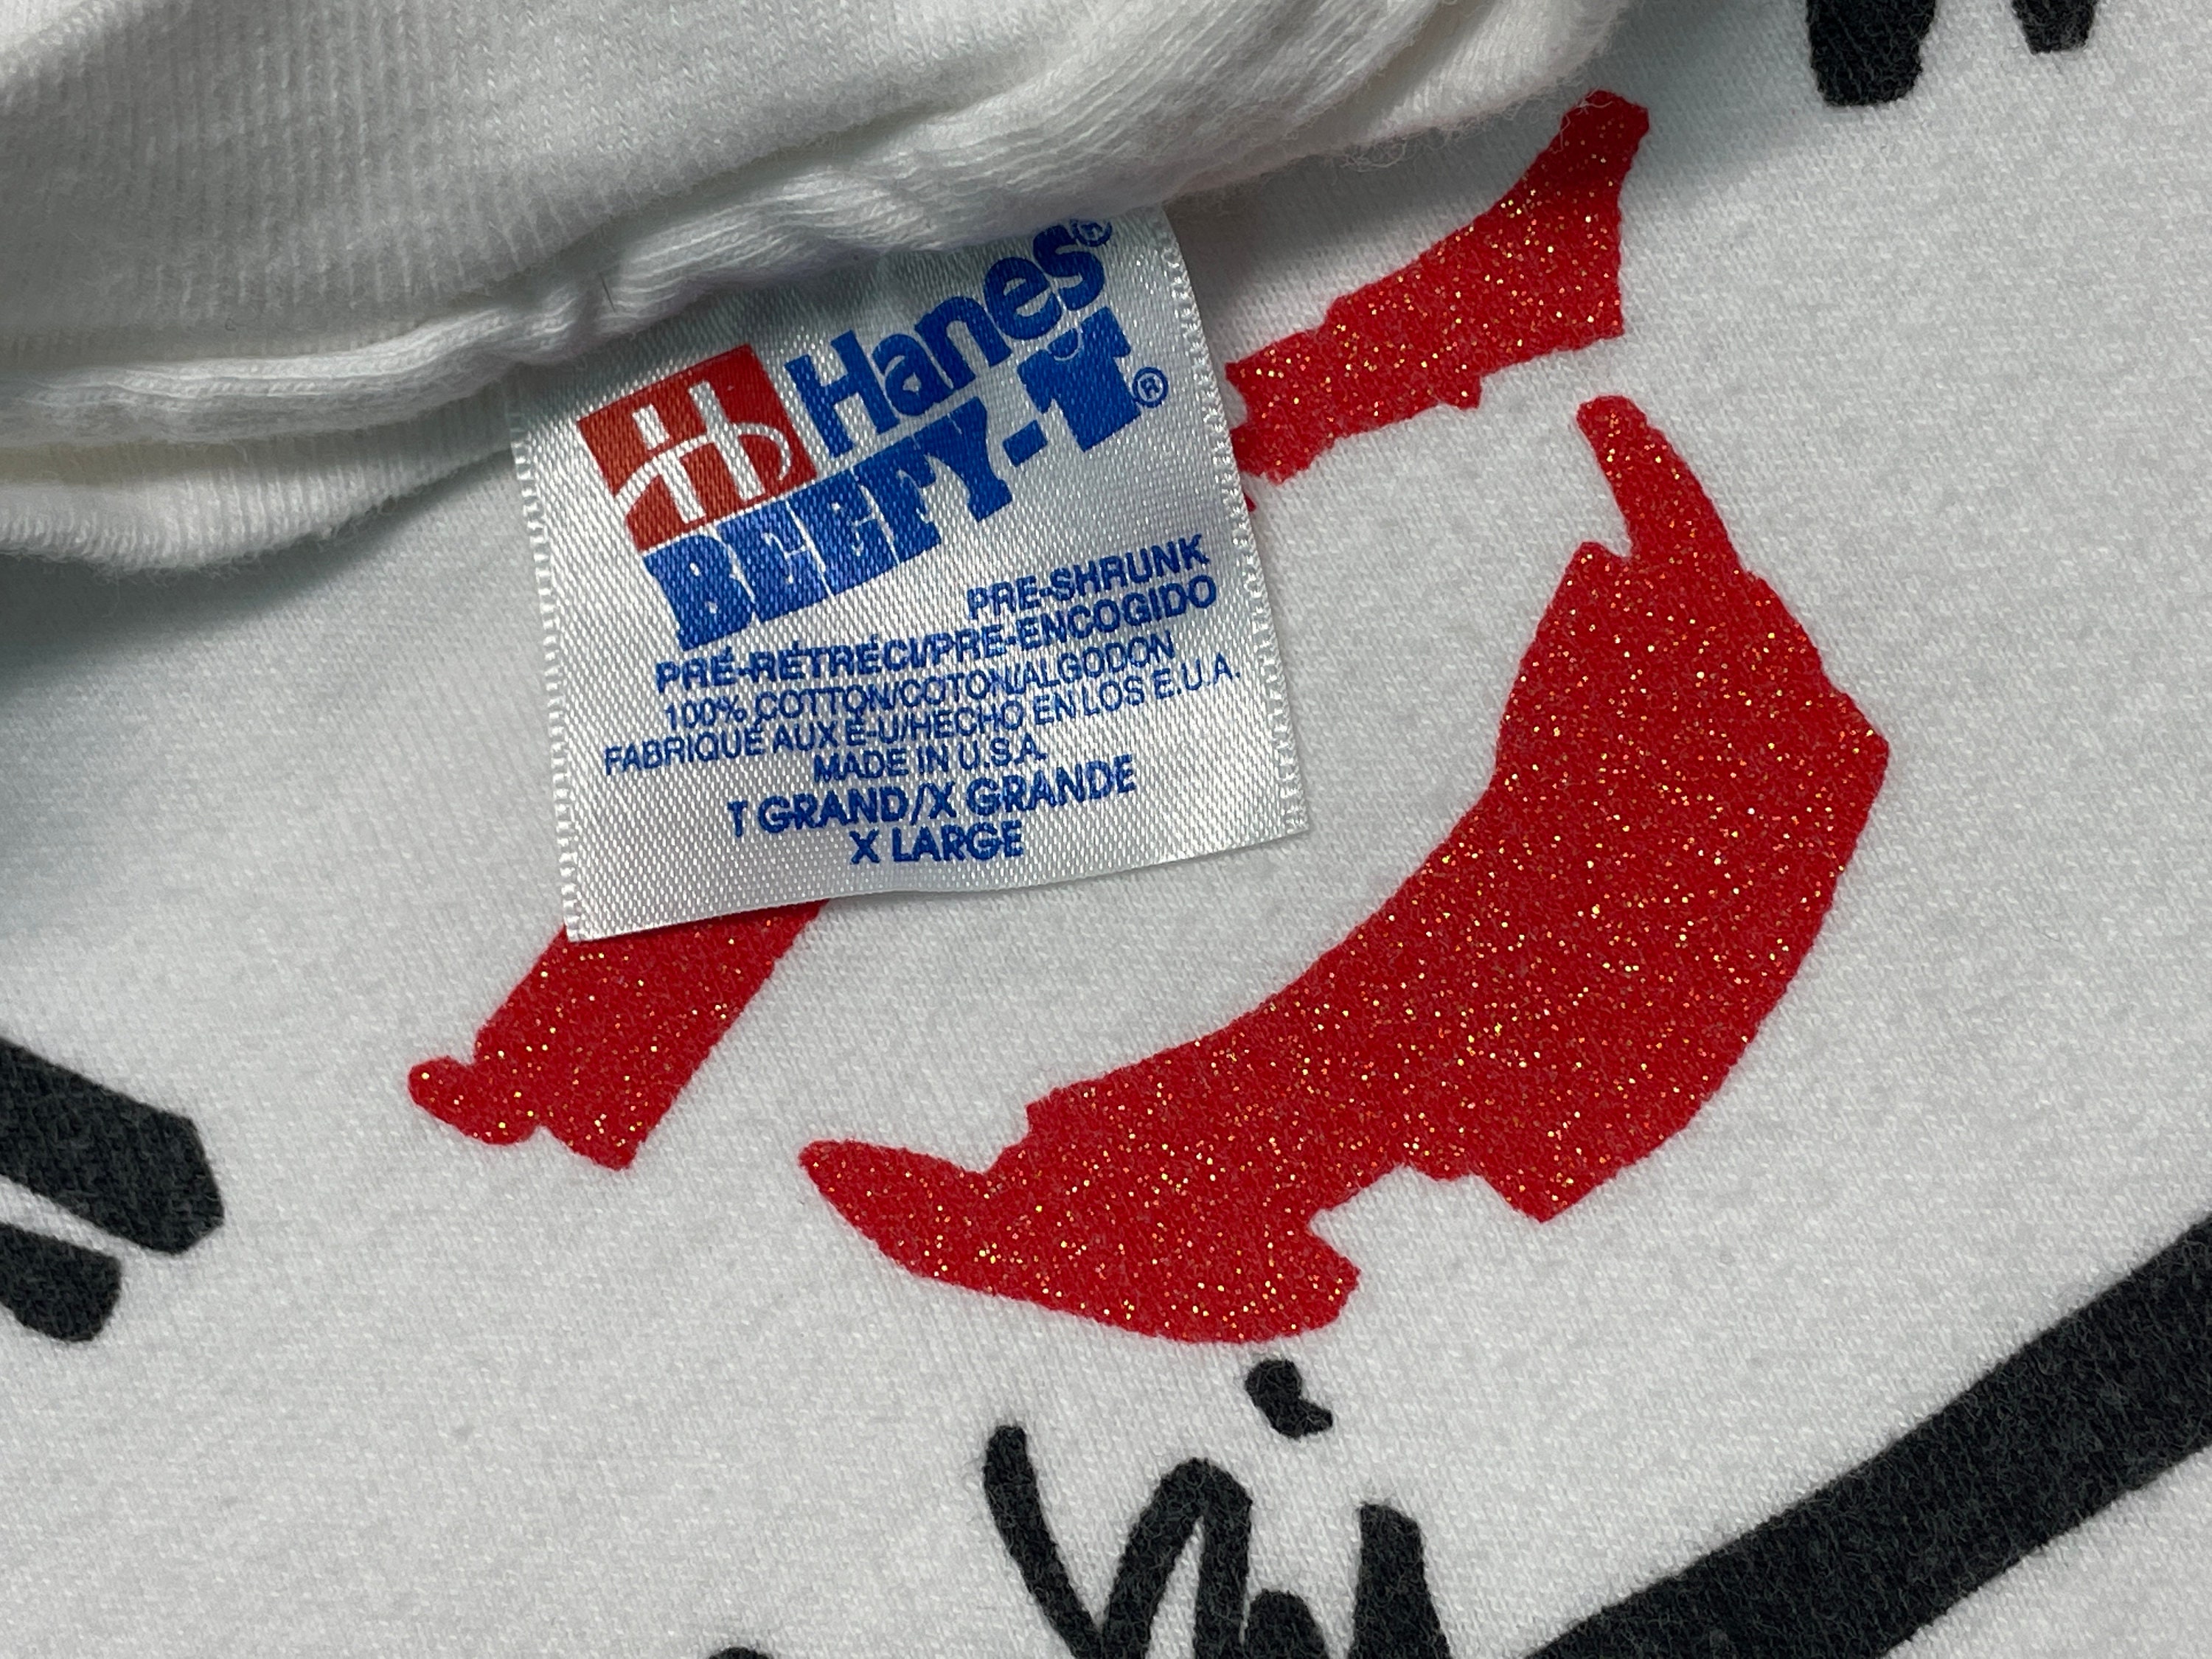 Hanes®
BEEFY-T®
PRE-SHRUNK
PRÉ-RÉTRÉCI/PRE-ENCOGIDO
100% COTTON/COTON/ALGODON
FABRIQUÉ AUX É-U/HECHO EN LOS E.U.A.
MADE IN U.S.A.
T GRAND/X GRANDE
X LARGE